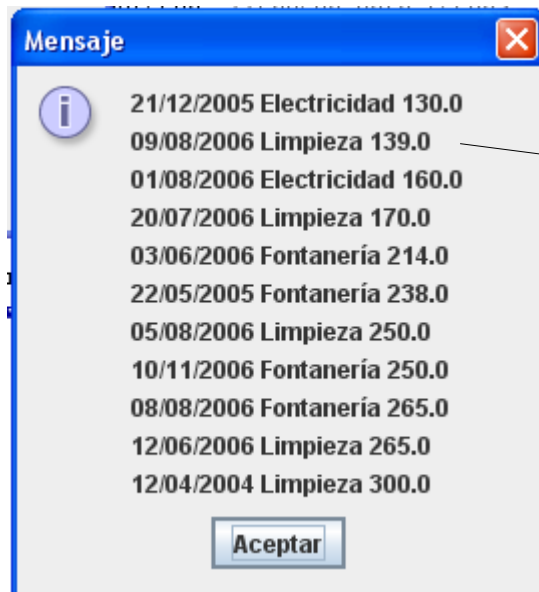 Mensaje
21/12/2005 Electricidad 130.0
09/08/2006 Limpieza 139.0
01/08/2006 Electricidad 160.0
20/07/2006 Limpieza 170.0
03/06/2006 Fontanería 214.0
22/05/2005 Fontanería 238.0
05/08/2006 Limpieza 250.0
10/11/2006 Fontanería 250.0
08/08/2006 Fontanería 265.0
12/06/2006 Limpieza 265.0
12/04/2004 Limpieza 300.0
Aceptar